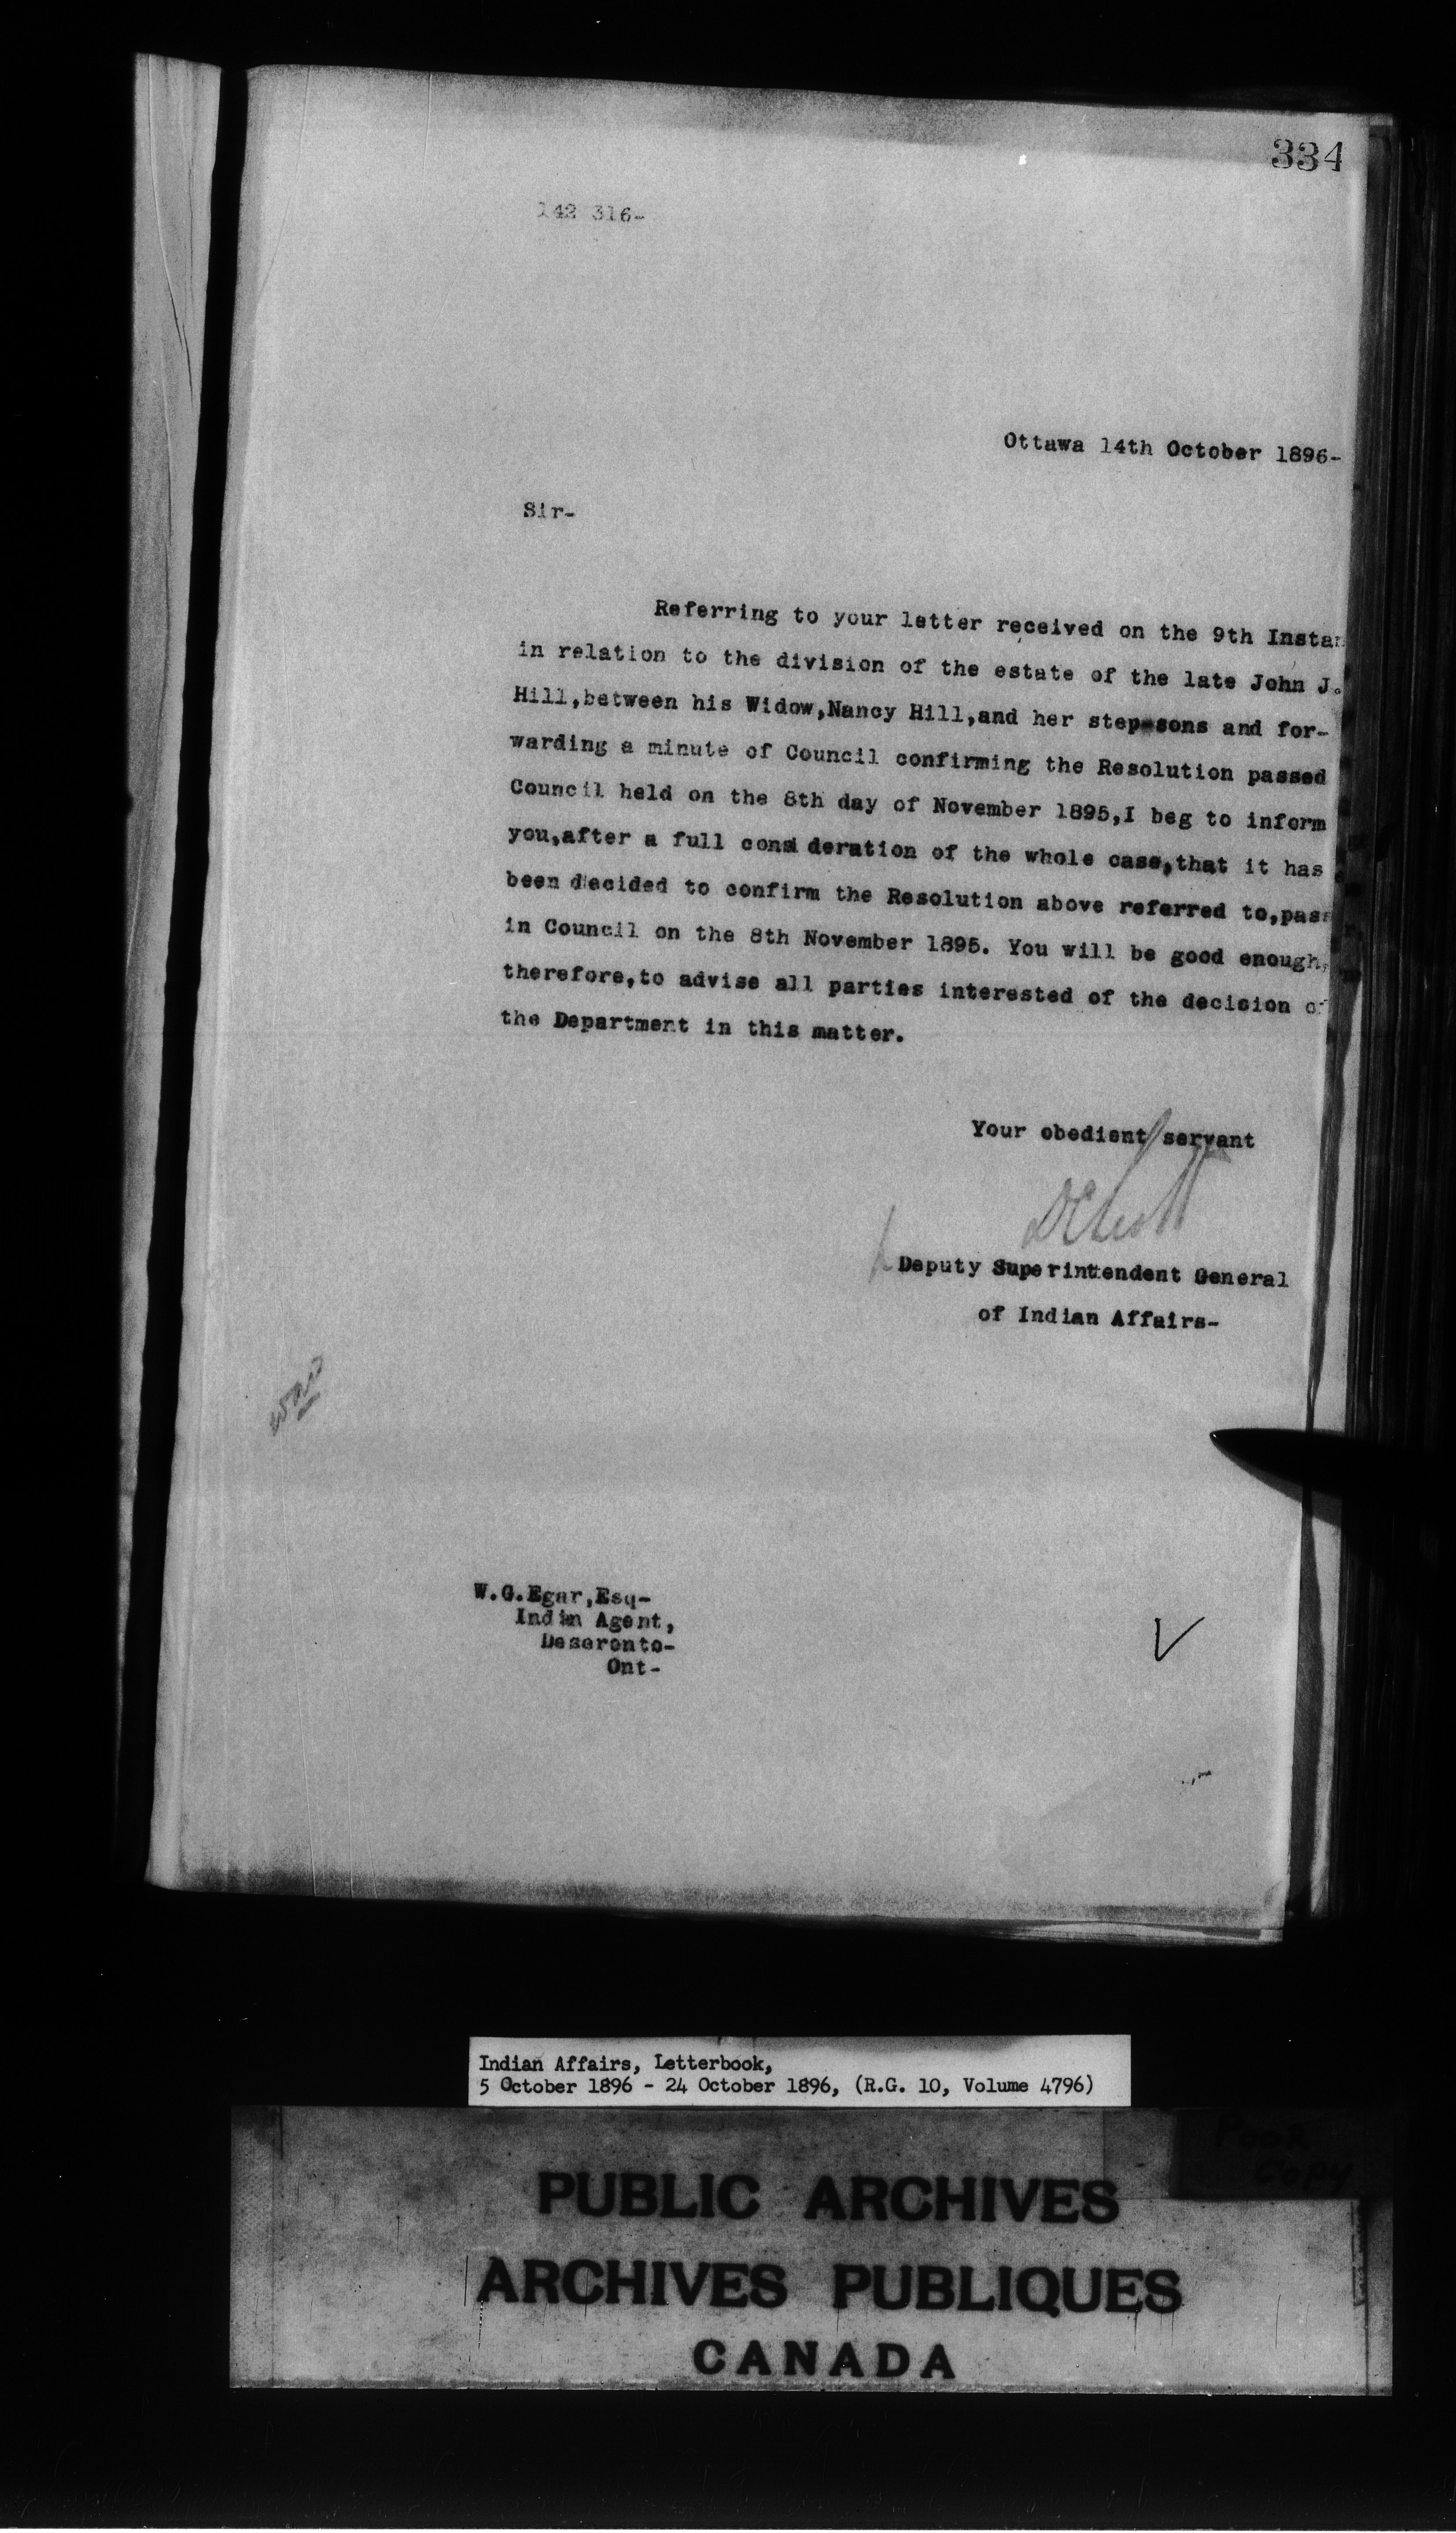 334
142 316-
Ottawa 14th October 1896-
Sir-
Referring to your letter received on the 9th Instan
in relation to the division of the estate of the late John J.
Hill,between his Widow,Nancy Hill,and her step-sons and for-
warding a minute of Council confirming the Resolution passed
Council held on the 8th day of November 1895,I beg to inform
you,after a full consideration of the whole case,that it has
been decided to confirm the Resolution above referred to,pass
in Council on the 8th November 1895. You will be good enough,
therefore,to advise all parties interested of the decision of
the Department in this matter.
Your obedient servant
D C Scott
Deputy Superintendent General
of Indian Affairs-
W.G.Egar,Esq-
Indian Agent,
Deseronto-
Ont-
Indian Affairs, Letterbook,
5 October 1896 - 24 October 1896, (R.G. 10, Volume 4796)
POOR
COPY
PUBLIC ARCHIVES
ARCHIVES PUBLIQUES
CANADA